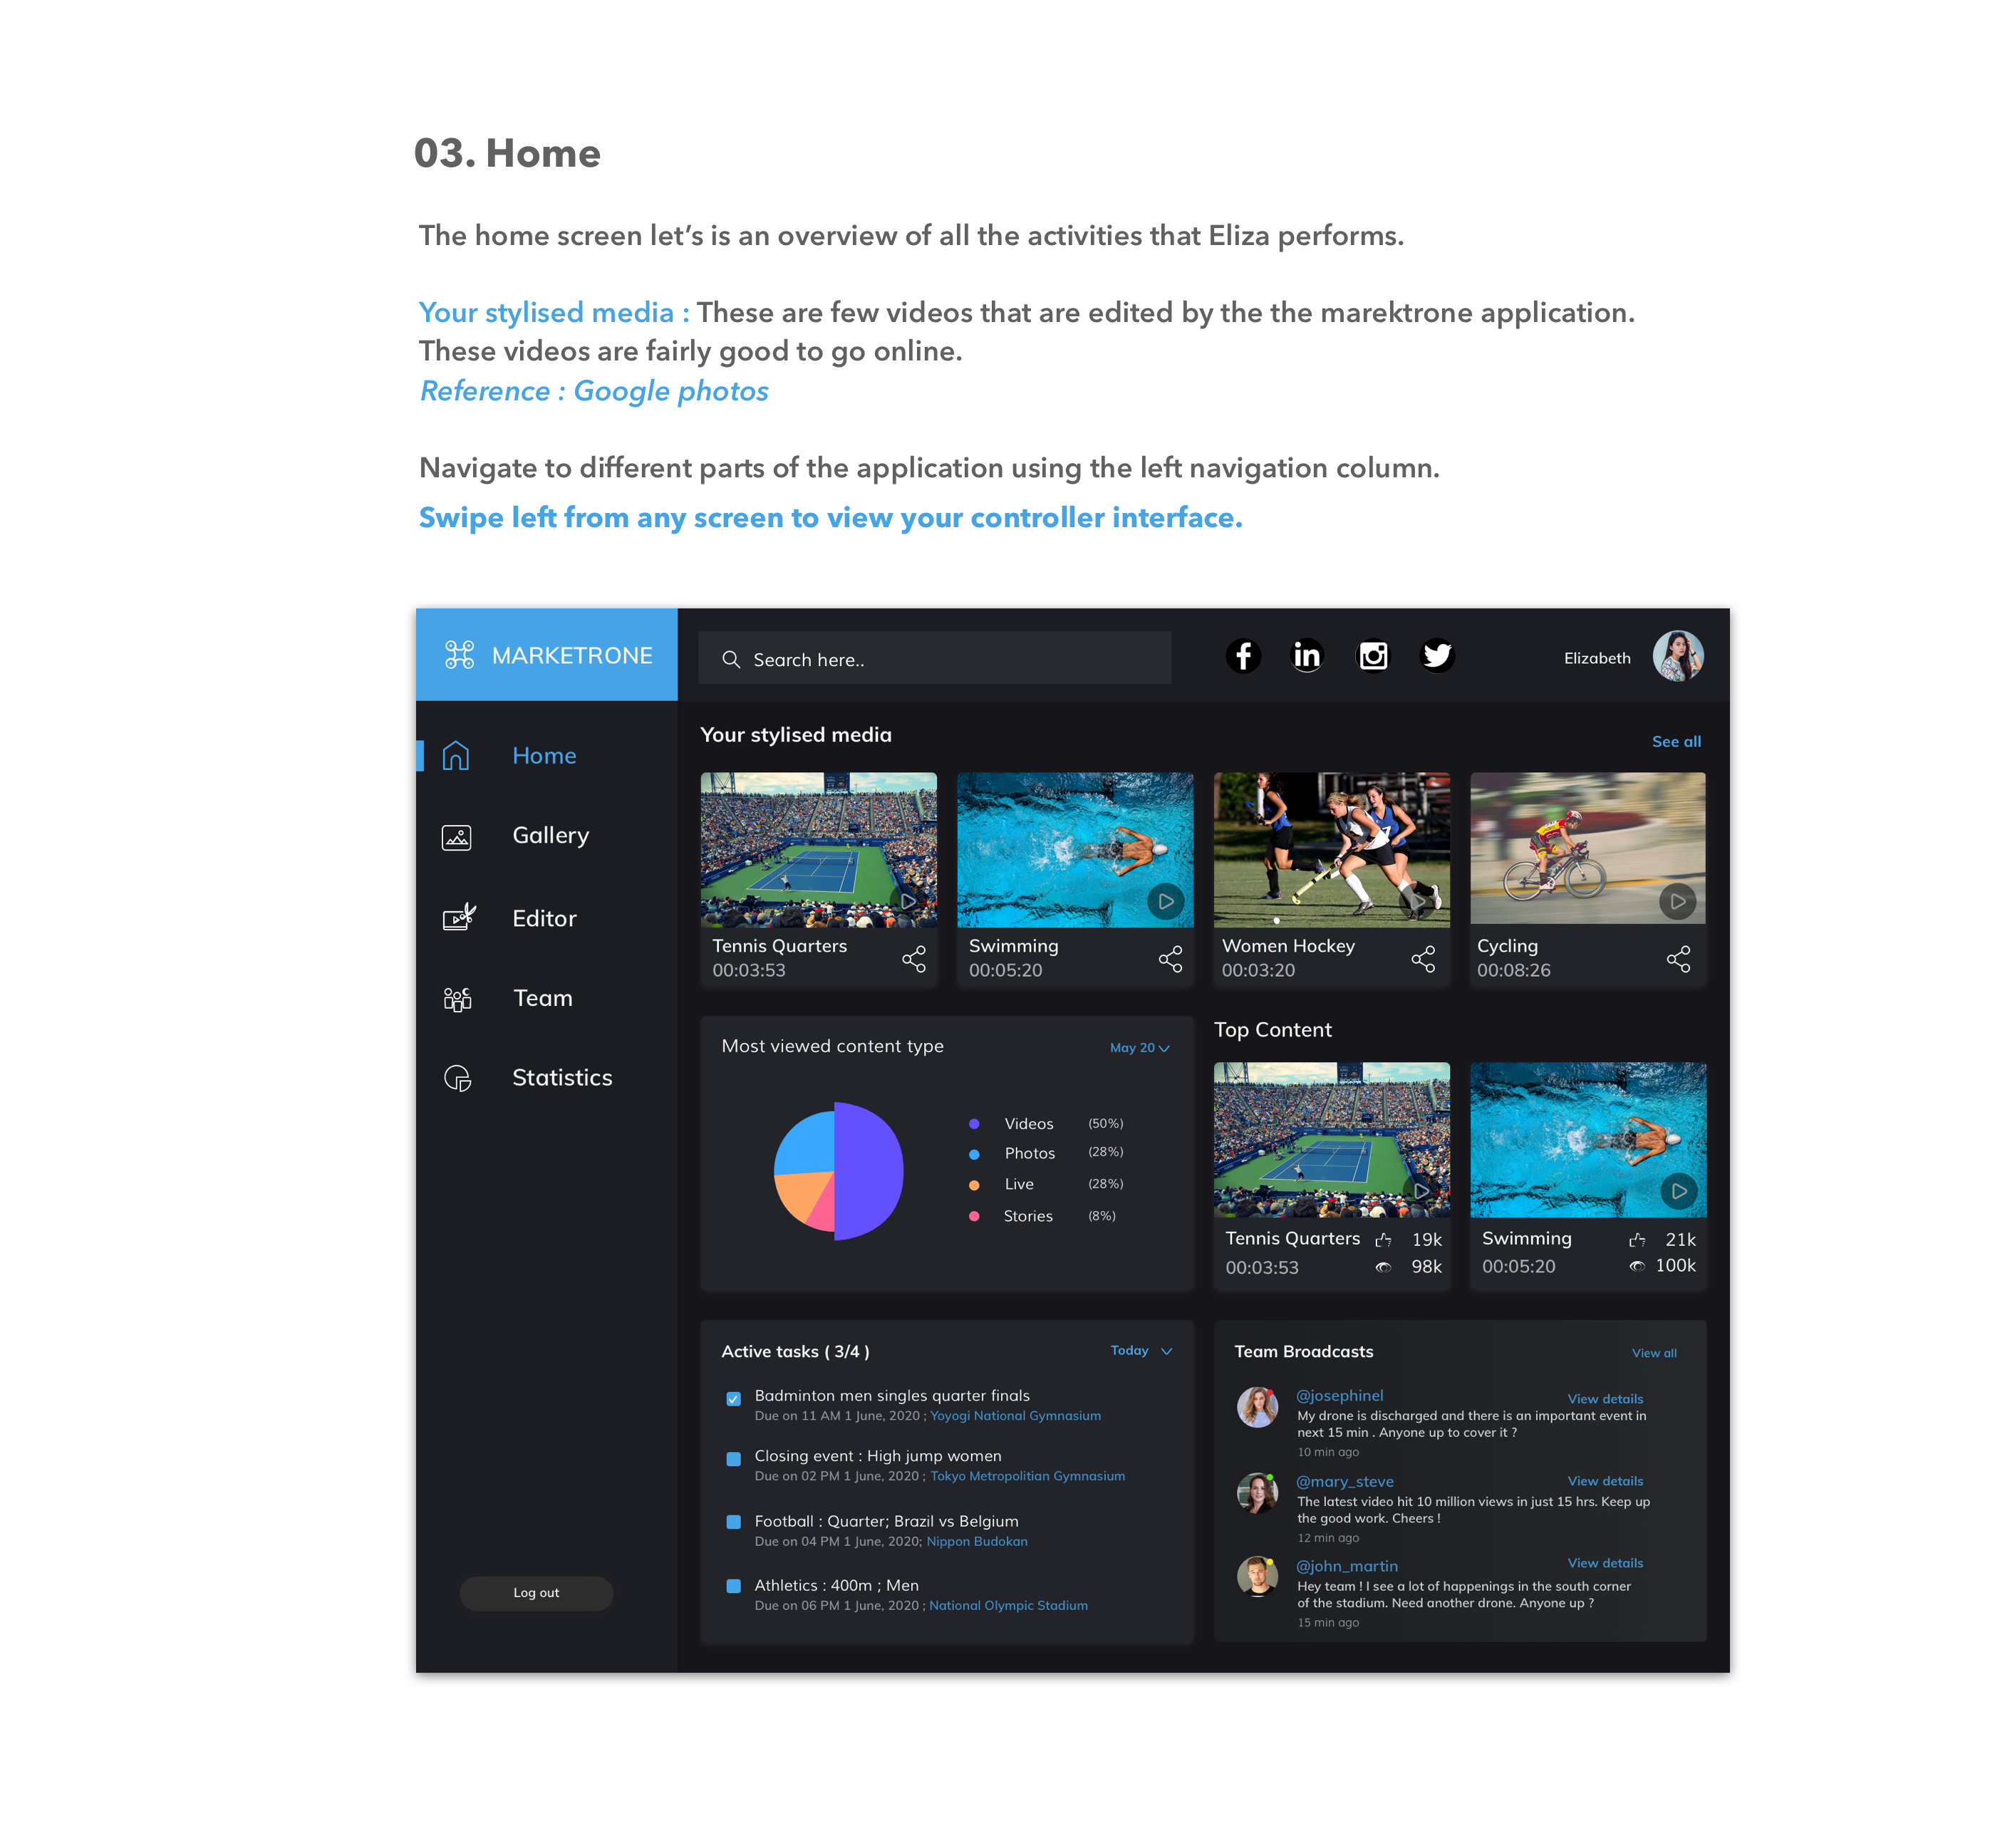 03. Home
The home screen let’s is an overview of all the activities that Eliza performs.
Your stylised media : These are few videos that are edited by the the marektrone application.
These videos are fairly good to go online.
Reference : Google photos
Navigate to different parts of the application using the left navigation column.
Swipe left from any screen to view your controller interface.
MARKETRONE
Search here..
Elizabeth
Home
Gallery
Editor
Team
Statistics
Log out
Your stylised media
See all
Tennis Quarters
00:03:53
Swimming
00:05:20
Women Hockey
00:03:20
Cycling
00:08:26
Most viewed content type
May 20
Videos (50%)
Photos (28%)
Live (28%)
Stories (8%)
Top Content
Tennis Quarters 19k
00:03:53 98k
Swimming 21k
00:05:20 100k
Active tasks ( 3/4 )
Today
Badminton men singles quarter finals
Due on 11 AM 1 June, 2020 ; Yoyogi National Gymnasium
Closing event : High jump women
Due on 02 PM 1 June, 2020 ; Tokyo Metropolitian Gymnasium
Football : Quarter; Brazil vs Belgium
Due on 04 PM 1 June, 2020; Nippon Budokan
Athletics : 400m ; Men
Due on 06 PM 1 June, 2020 ; National Olympic Stadium
Team Broadcasts
View all
@josephinel View details
My drone is discharged and there is an important event in
next 15 min . Anyone up to cover it ?
10 min ago
@mary_steve View details
The latest video hit 10 million views in just 15 hrs. Keep up
the good work. Cheers !
12 min ago
@john_martin View details
Hey team ! I see a lot of happenings in the south corner
of the stadium. Need another drone. Anyone up ?
15 min ago